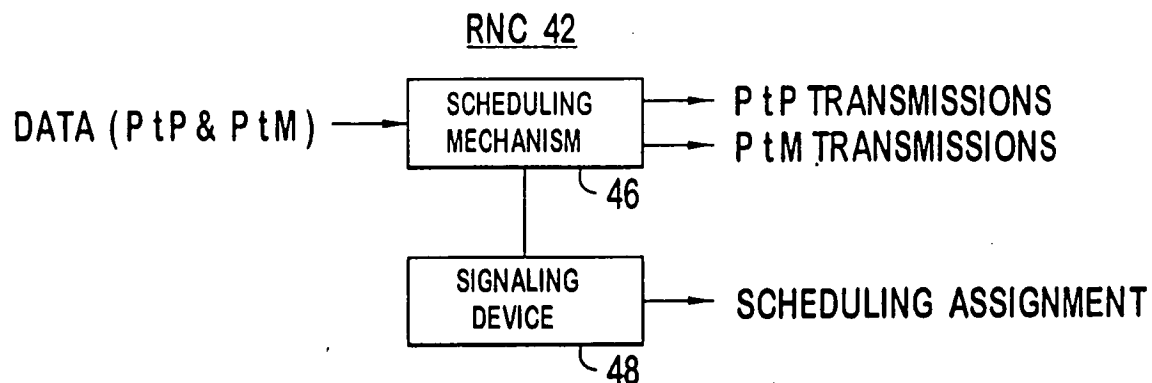 RNC 42
DATA (PtP & PtM)
SCHEDULING
MECHANISM
46
PtP TRANSMISSIONS
PtM TRANSMISSIONS
SIGNALING
DEVICE
48
SCHEDULING ASSIGNMENT